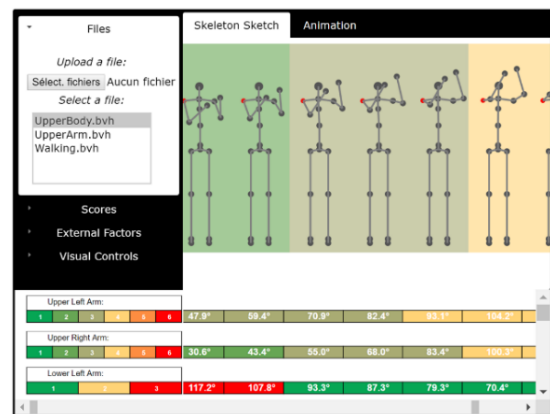 Files
Skeleton Sketch
Animation
Upload a file:
Sélect. fichiers Aucun fichier
Select a file:
UpperBody.bvh
UpperArm.bvh
Walking.bvh
Scores
External Factors
Visual Controls
Upper Left Arm:
1 2 3 4 5 6 47.9° 59.4° 70.9° 82.4° 93.1° 104.2°
Upper Right Arm:
1 2 3 4 5 6 30.6° 43.4° 55.0° 68.0° 83.4° 100.3°
Lower Left Arm:
1 2 3 117.2° 107.8° 93.3° 87.3° 79.3° 70.4°